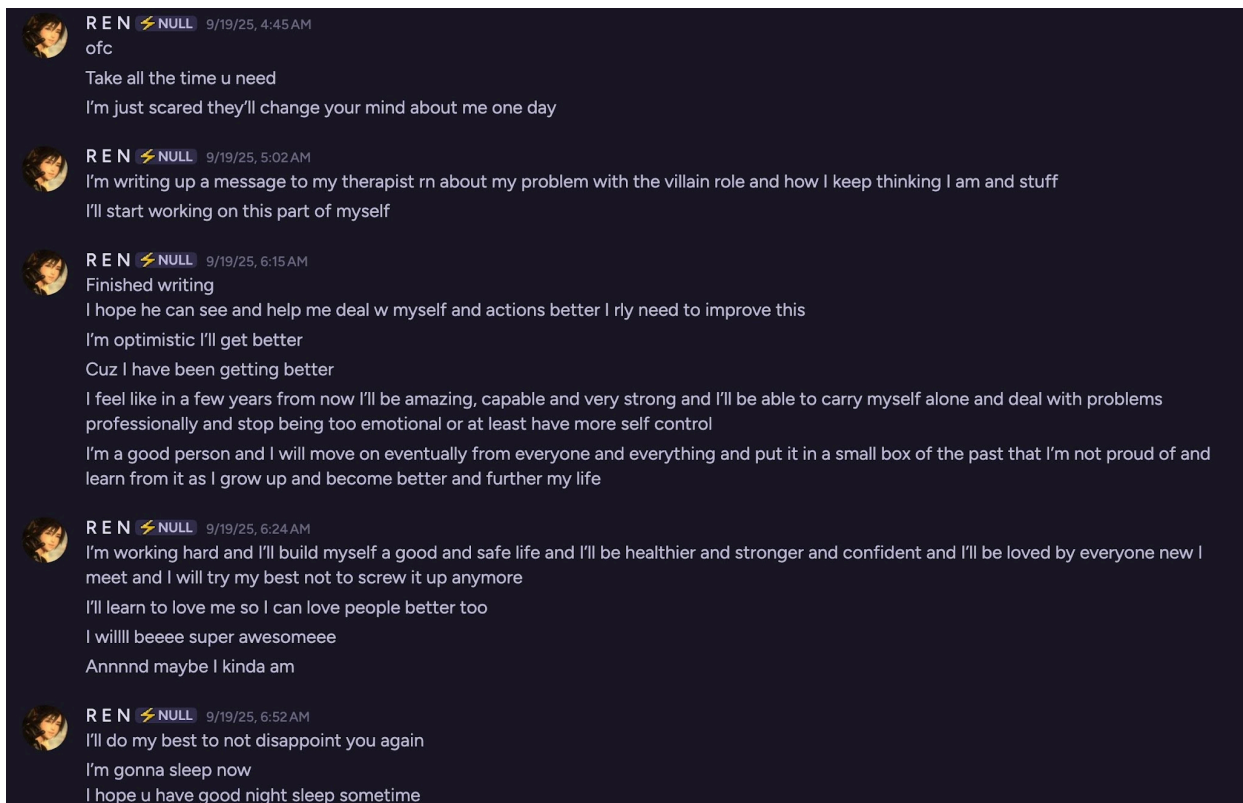 R E N ⚡ NULL 9/19/25, 4:45 AM
ofc
Take all the time u need
I'm just scared they'll change your mind about me one day
R E N ⚡ NULL 9/19/25, 5:02 AM
I'm writing up a message to my therapist rn about my problem with the villain role and how I keep thinking I am and stuff
I'll start working on this part of myself
R E N ⚡ NULL 9/19/25, 6:15 AM
Finished writing
I hope he can see and help me deal w myself and actions better I rly need to improve this
I'm optimistic I'll get better
Cuz I have been getting better
I feel like in a few years from now I'll be amazing, capable and very strong and I'll be able to carry myself alone and deal with problems
professionally and stop being too emotional or at least have more self control
I'm a good person and I will move on eventually from everyone and everything and put it in a small box of the past that I'm not proud of and
learn from it as I grow up and become better and further my life
R E N ⚡ NULL 9/19/25, 6:24 AM
I'm working hard and I'll build myself a good and safe life and I'll be healthier and stronger and confident and I'll be loved by everyone new I
meet and I will try my best not to screw it up anymore
I'll learn to love me so I can love people better too
I willlll beeee super awesomeee
Annnnd maybe I kinda am
R E N ⚡ NULL 9/19/25, 6:52 AM
I'll do my best to not disappoint you again
I'm gonna sleep now
I hope u have good night sleep sometime